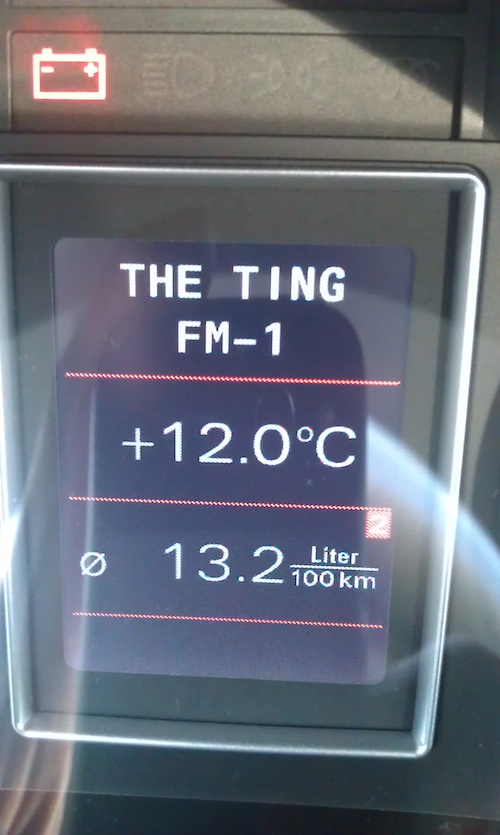 - +
THE TING
FM-1
+12.0°C
2
Ø 13.2 Liter
100 km